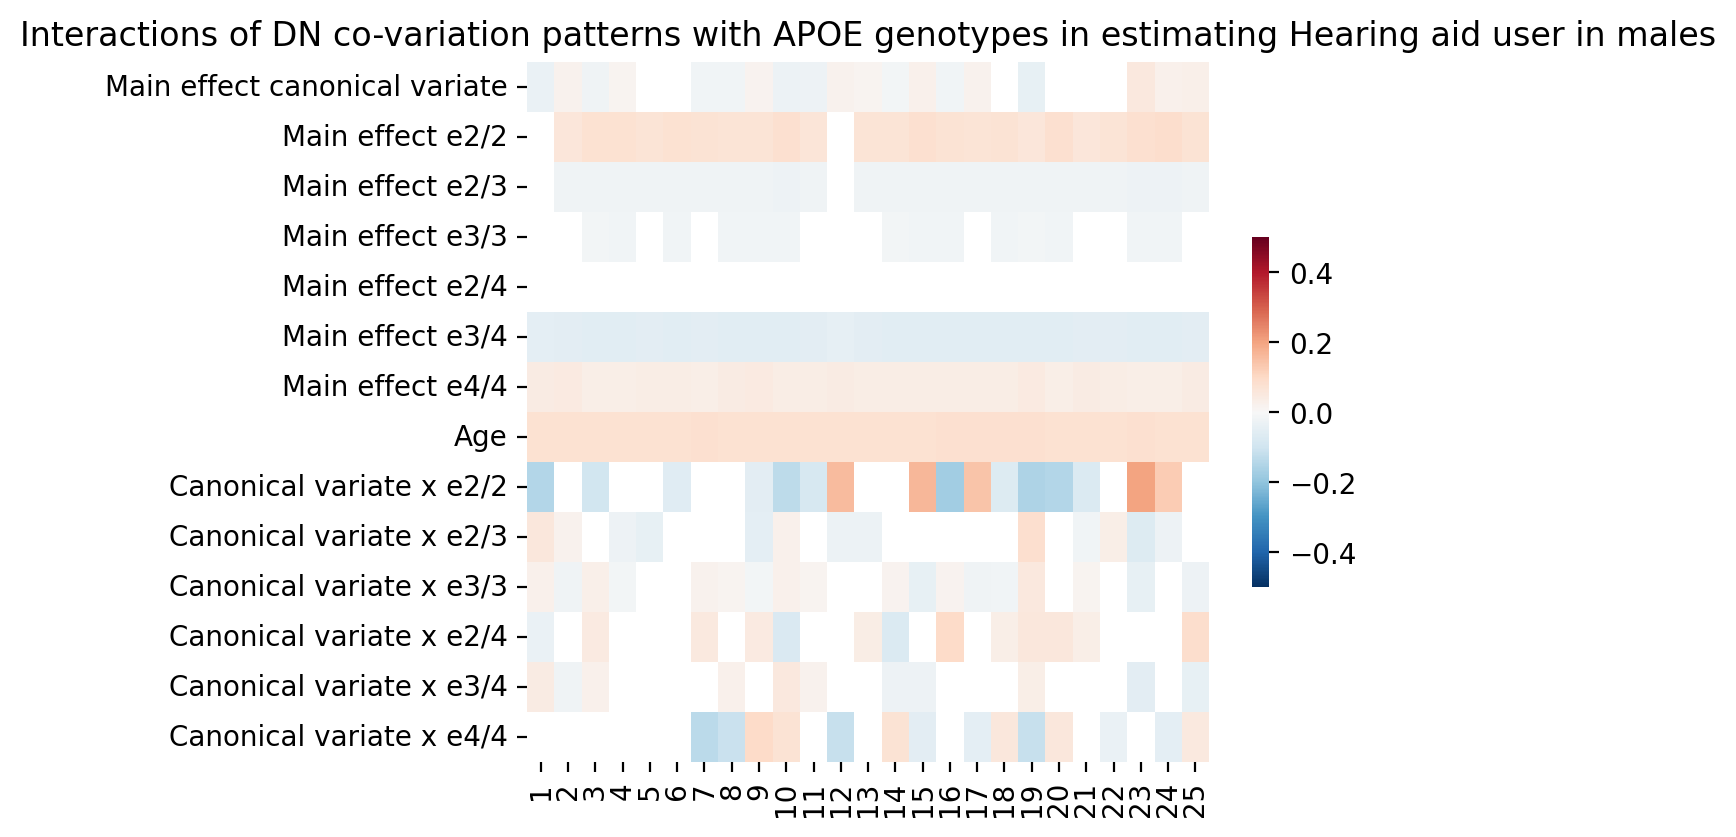 Interactions of DN co-variation patterns with APOE genotypes in estimating Hearing aid user in males
Main effect canonical variate
Main effect e2/2
Main effect e2/3
Main effect e3/3
Main effect e2/4
Main effect e3/4
Main effect e4/4
Age
Canonical variate x e2/2
Canonical variate x e2/3
Canonical variate x e3/3
Canonical variate x e2/4
Canonical variate x e3/4
Canonical variate x e4/4
1 2 3 4 5 6 7 8 9 10 11 12 13 14 15 16 17 18 19 20 21 22 23 24 25
0.4
0.2
0.0
−0.2
−0.4